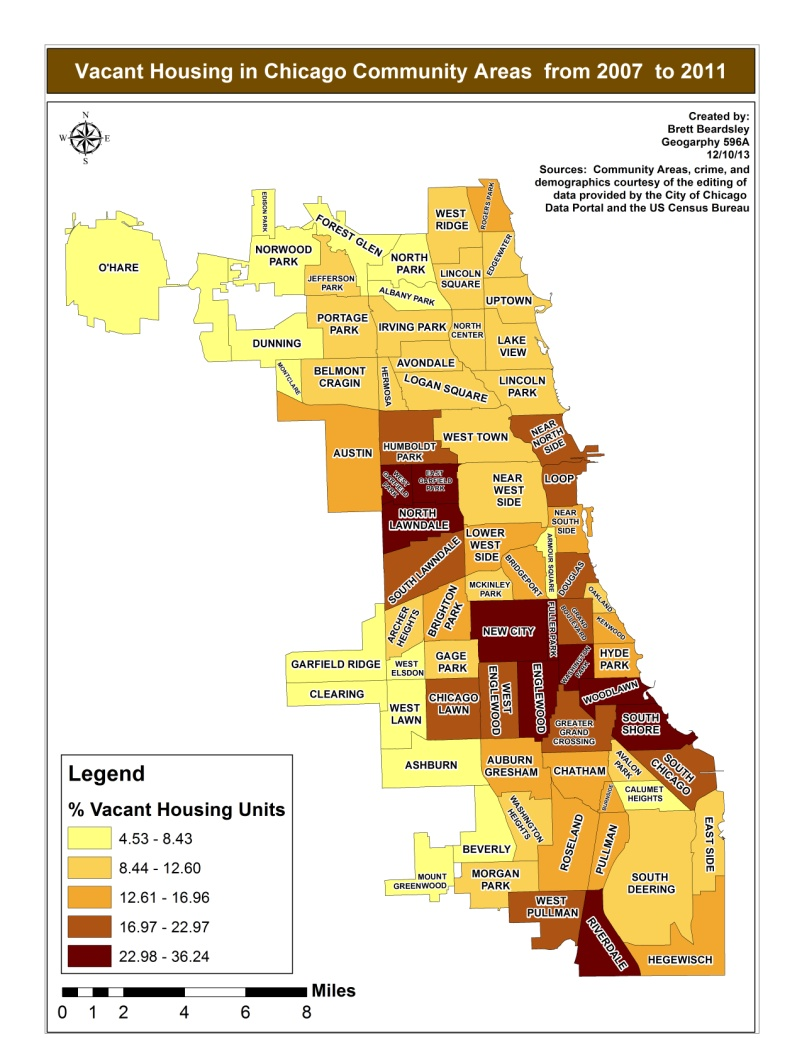 Vacant Housing in Chicago Community Areas from 2007 to 2011
N
W
E
S
Created by:
Brett Beardsley
Geogarphy 596A
12/10/13
Sources: Community Areas, crime, and
demographics courtesy of the editing of
data provided by the City of Chicago
Data Portal and the US Census Bureau
EDISON PARK
ROGERS PARK
WEST
RIDGE
FOREST GLEN
O'HARE
NORWOOD
PARK
NORTH
PARK
EDGEWATER
JEFFERSON
PARK
LINCOLN
SQUARE
ALBANY PARK
UPTOWN
PORTAGE
PARK
IRVING PARK
NORTH
CENTER
DUNNING
LAKE
VIEW
MONTCLARE
BELMONT
CRAGIN
HERMOSA
AVONDALE
LOGAN SQUARE
LINCOLN
PARK
AUSTIN
HUMBOLDT
PARK
WEST TOWN
NEAR
NORTH
SIDE
WEST
GARFIELD
PARK
EAST
GARFIELD
PARK
NEAR
WEST
SIDE
LOOP
NORTH
LAWNDALE
NEAR
SOUTH
SIDE
LOWER
WEST
SIDE
ARMOUR SQUARE
SOUTH LAWNDALE
BRIDGEPORT
DOUGLAS
MCKINLEY
PARK
OAKLAND
ARCHER
HEIGHTS
BRIGHTON
PARK
NEW CITY
FULLER PARK
GRAND
BOULEVARD
KENWOOD
GARFIELD RIDGE
WEST
ELSDON
GAGE
PARK
WASHINGTON
PARK
HYDE
PARK
CLEARING
WEST
LAWN
CHICAGO
LAWN
WEST
ENGLEWOOD
ENGLEWOOD
WOODLAWN
GREATER
GRAND
CROSSING
SOUTH
SHORE
ASHBURN
AUBURN
GRESHAM
CHATHAM
AVALON
PARK
SOUTH
CHICAGO
CALUMET
HEIGHTS
BURNSIDE
WASHINGTON
HEIGHTS
ROSELAND
PULLMAN
EAST SIDE
BEVERLY
MOUNT
GREENWOOD
MORGAN
PARK
SOUTH
DEERING
WEST
PULLMAN
RIVERDALE
HEGEWISCH
Legend
% Vacant Housing Units
4.53 - 8.43
8.44 - 12.60
12.61 - 16.96
16.97 - 22.97
22.98 - 36.24
Miles
0 1 2 4 6 8